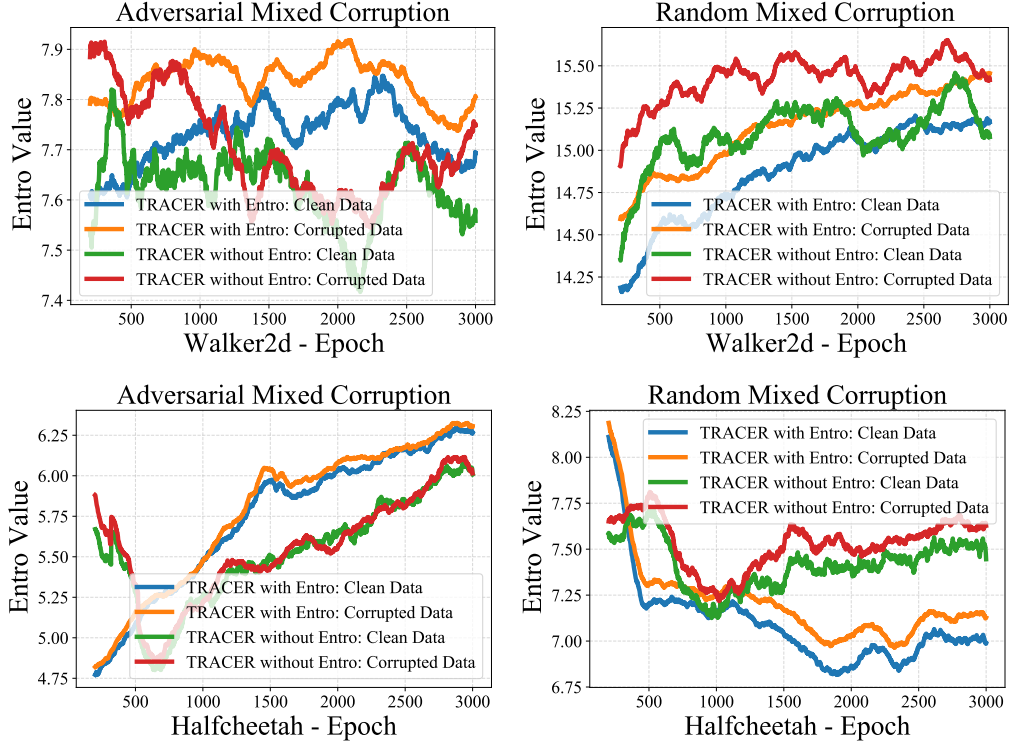 Adversarial Mixed Corruption
Entro Value
7.9
7.8
7.7
7.6
7.5
7.4
TRACER with Entro: Clean Data
TRACER with Entro: Corrupted Data
TRACER without Entro: Clean Data
TRACER without Entro: Corrupted Data
500 1000 1500 2000 2500 3000
Walker2d - Epoch
Random Mixed Corruption
Entro Value
15.50
15.25
15.00
14.75
14.50
14.25
TRACER with Entro: Clean Data
TRACER with Entro: Corrupted Data
TRACER without Entro: Clean Data
TRACER without Entro: Corrupted Data
500 1000 1500 2000 2500 3000
Walker2d - Epoch
Adversarial Mixed Corruption
Entro Value
6.25
6.00
5.75
5.50
5.25
5.00
4.75
TRACER with Entro: Clean Data
TRACER with Entro: Corrupted Data
TRACER without Entro: Clean Data
TRACER without Entro: Corrupted Data
500 1000 1500 2000 2500 3000
Halfcheetah - Epoch
Random Mixed Corruption
Entro Value
8.25
8.00
7.75
7.50
7.25
7.00
6.75
TRACER with Entro: Clean Data
TRACER with Entro: Corrupted Data
TRACER without Entro: Clean Data
TRACER without Entro: Corrupted Data
500 1000 1500 2000 2500 3000
Halfcheetah - Epoch